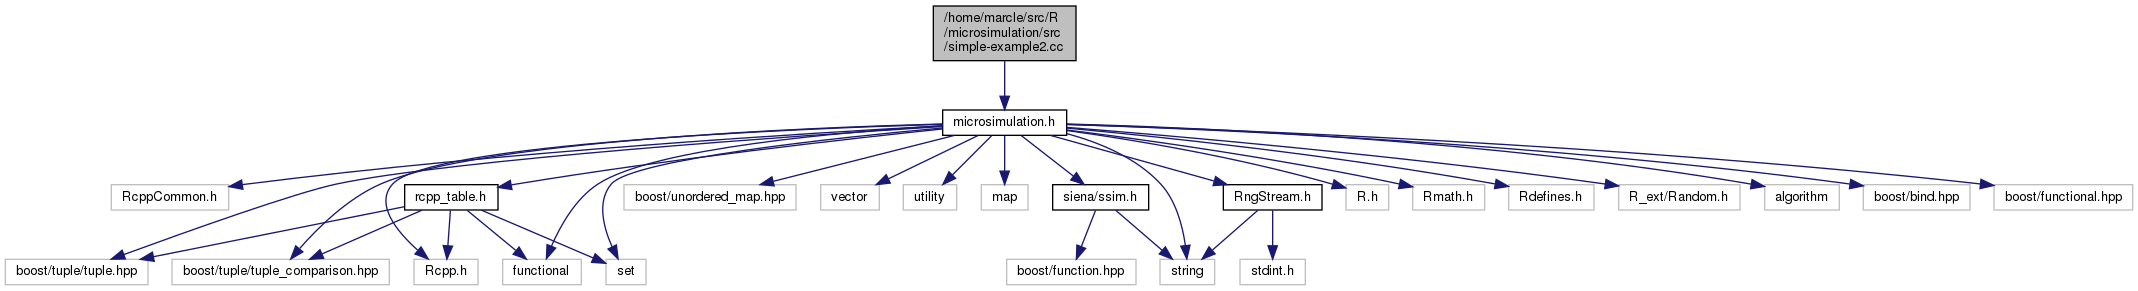 /home/marcle/src/R
/microsimulation/src
/simple-example2.cc
microsimulation.h
RcppCommon.h
rcpp_table.h
boost/unordered_map.hpp
vector
utility
map
siena/ssim.h
RngStream.h
R.h
Rmath.h
Rdefines.h
R_ext/Random.h
algorithm
boost/bind.hpp
boost/functional.hpp
boost/tuple/tuple.hpp
boost/tuple/tuple_comparison.hpp
Rcpp.h
functional
set
boost/function.hpp
string
stdint.h